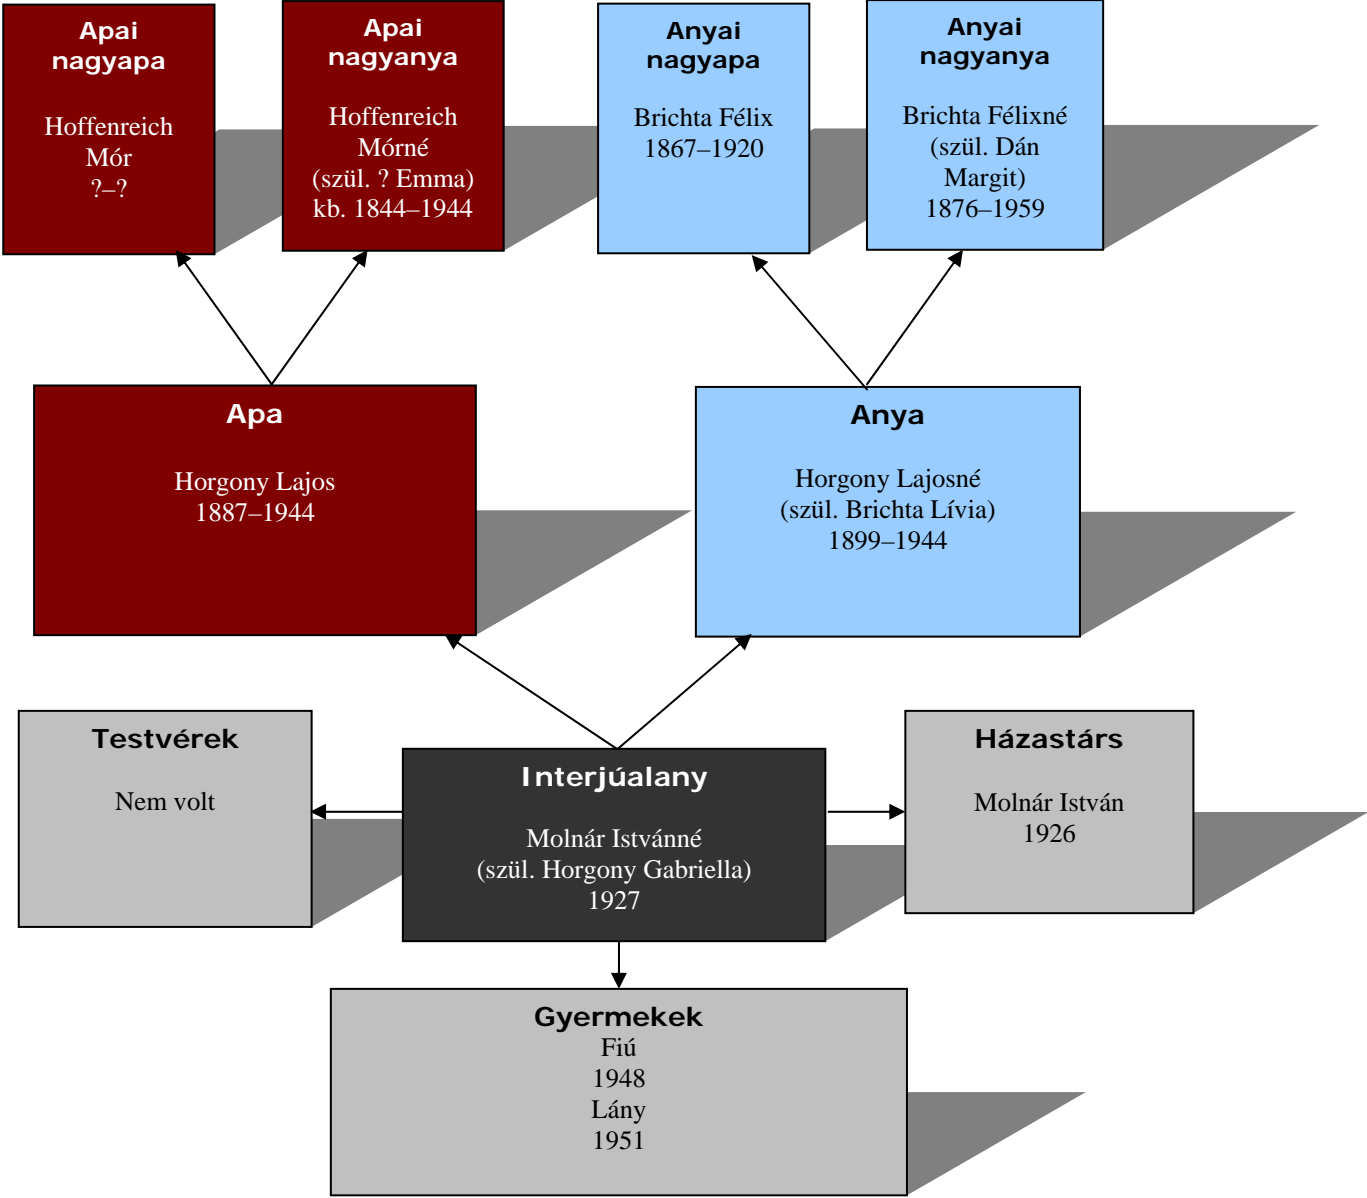 Apai
nagyapa
Hoffenreich
Mór
?–?
Apai
nagyanya
Hoffenreich
Mórné
(szül. ? Emma)
kb. 1844–1944
Anyai
nagyapa
Brichta Félix
1867–1920
Anyai
nagyanya
Brichta Félixné
(szül. Dán
Margit)
1876–1959
Apa
Horgony Lajos
1887–1944
Anya
Horgony Lajosné
(szül. Brichta Lívia)
1899–1944
Testvérek
Nem volt
Interjúalany
Molnár Istvánné
(szül. Horgony Gabriella)
1927
Házastárs
Molnár István
1926
Gyermekek
Fiú
1948
Lány
1951